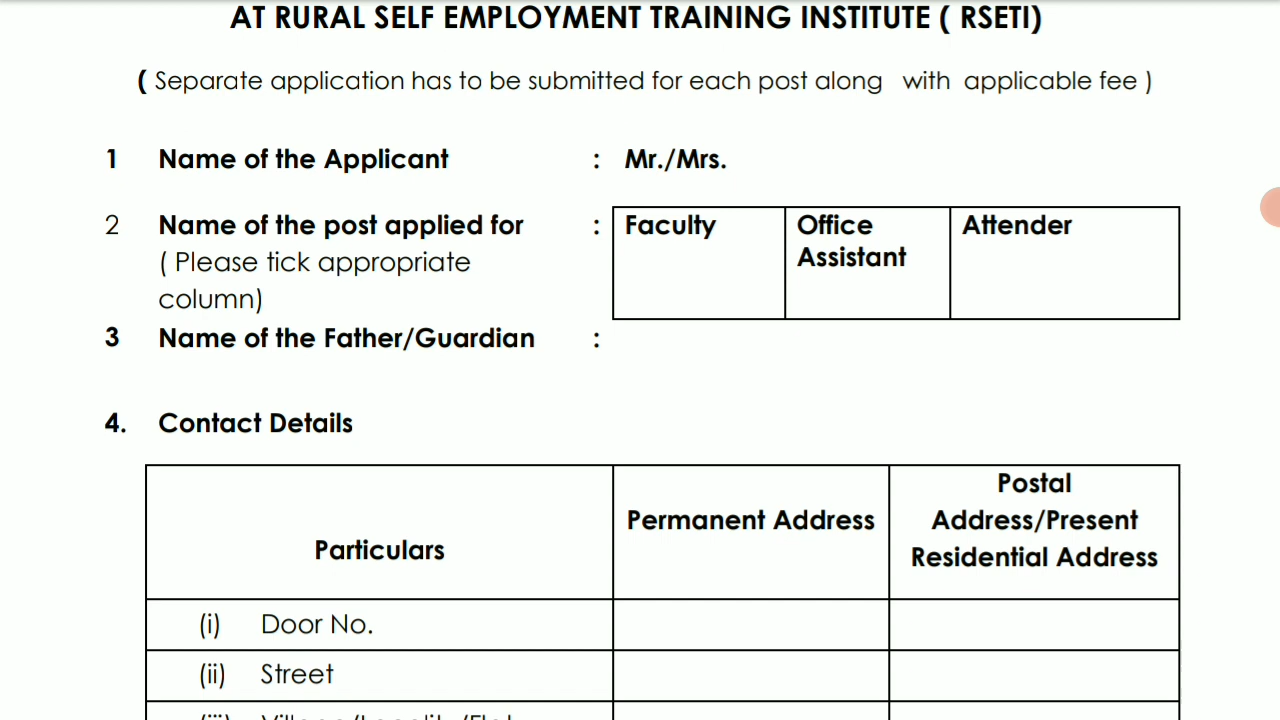 AT RURAL SELF EMPLOYMENT TRAINING INSTITUTE ( RSETI)
( Separate application has to be submitted for each post along with applicable fee )
1 Name of the Applicant : Mr./Mrs.
2 Name of the post applied for : Faculty Office Attender
Assistant
( Please tick appropriate
column)
3 Name of the Father/Guardian :
4. Contact Details
Postal
Permanent Address Address/Present
Particulars Residential Address
(i) Door No.
(ii) Street